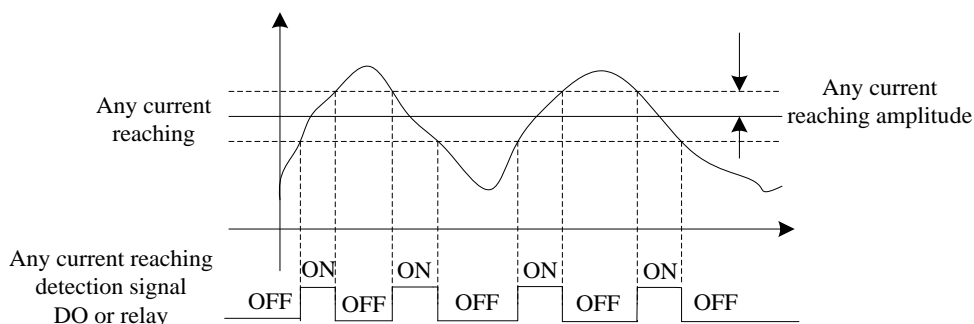 Any current
reaching
Any current
reaching amplitude
Any current reaching
detection signal
DO or relay
ON ON ON ON
OFF OFF OFF OFF OFF